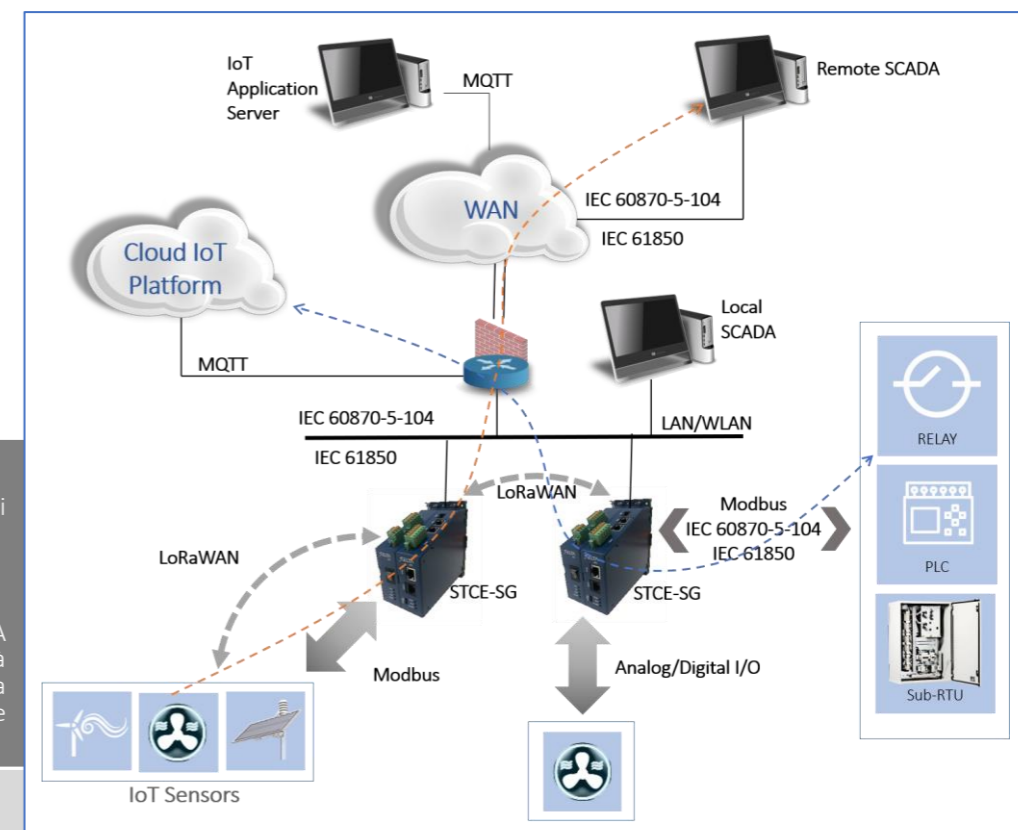 IoT
Application
Server
MQTT
Remote SCADA
WAN
IEC 60870-5-104
IEC 61850
Cloud IoT
Platform
Local
SCADA
MQTT
IEC 60870-5-104
LAN/WLAN
IEC 61850
RELAY
LoRaWAN
Modbus
IEC 60870-5-104
IEC 61850
LoRaWAN
PLC
STCE-SG
STCE-SG
Modbus
Analog/Digital I/O
Sub-RTU
IoT Sensors
i
A
a
a
e